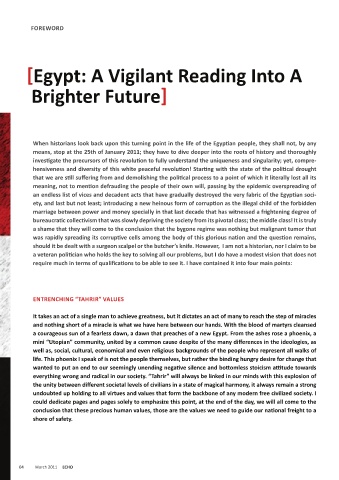 FOREWORD
[Egypt: A Vigilant Reading Into A
Brighter Future]
When historians look back upon this turning point in the life of the Egyptian people, they shall not, by any
means, stop at the 25th of January 2011; they have to dive deeper into the roots of history and thoroughly
investigate the precursors of this revolution to fully understand the uniqueness and singularity; yet, compre-
hensiveness and diversity of this white peaceful revolution! Starting with the state of the political drought
that we are still suffering from and demolishing the political process to a point of which it literally lost all its
meaning, not to mention defrauding the people of their own will, passing by the epidemic overspreading of
an endless list of vices and decadent acts that have gradually destroyed the very fabric of the Egyptian soci-
ety, and last but not least; introducing a new heinous form of corruption as the illegal child of the forbidden
marriage between power and money specially in that last decade that has witnessed a frightening degree of
bureaucratic collectivism that was slowly depriving the society from its pivotal class; the middle class! It is truly
a shame that they will come to the conclusion that the bygone regime was nothing but malignant tumor that
was rapidly spreading its corruptive cells among the body of this glorious nation and the question remains,
should it be dealt with a surgeon scalpel or the butcher's knife. However, I am not a historian, nor I claim to be
a veteran politician who holds the key to solving all our problems, but I do have a modest vision that does not
require much in terms of qualifications to be able to see it. I have contained it into four main points:
ENTRENCHING "TAHRIR" VALUES
It takes an act of a single man to achieve greatness, but it dictates an act of many to reach the step of miracles
and nothing short of a miracle is what we have here between our hands. With the blood of martyrs cleansed
a courageous sun of a fearless dawn, a dawn that preaches of a new Egypt. From the ashes rose a phoenix, a
mini "Utopian" community, united by a common cause despite of the many differences in the ideologies, as
well as, social, cultural, economical and even religious backgrounds of the people who represent all walks of
life. This phoenix I speak of is not the people themselves, but rather the binding hungry desire for change that
wanted to put an end to our seemingly unending negative silence and bottomless stoicism attitude towards
everything wrong and radical in our society. "Tahrir" will always be linked in our minds with this explosion of
the unity between different societal levels of civilians in a state of magical harmony, it always remain a strong
undoubted up holding to all virtues and values that form the backbone of any modern free civilized society. I
could dedicate pages and pages solely to emphasize this point, at the end of the day, we will all come to the
conclusion that these precious human values, those are the values we need to guide our national freight to a
shore of safety.
04 March 2011 ECHO